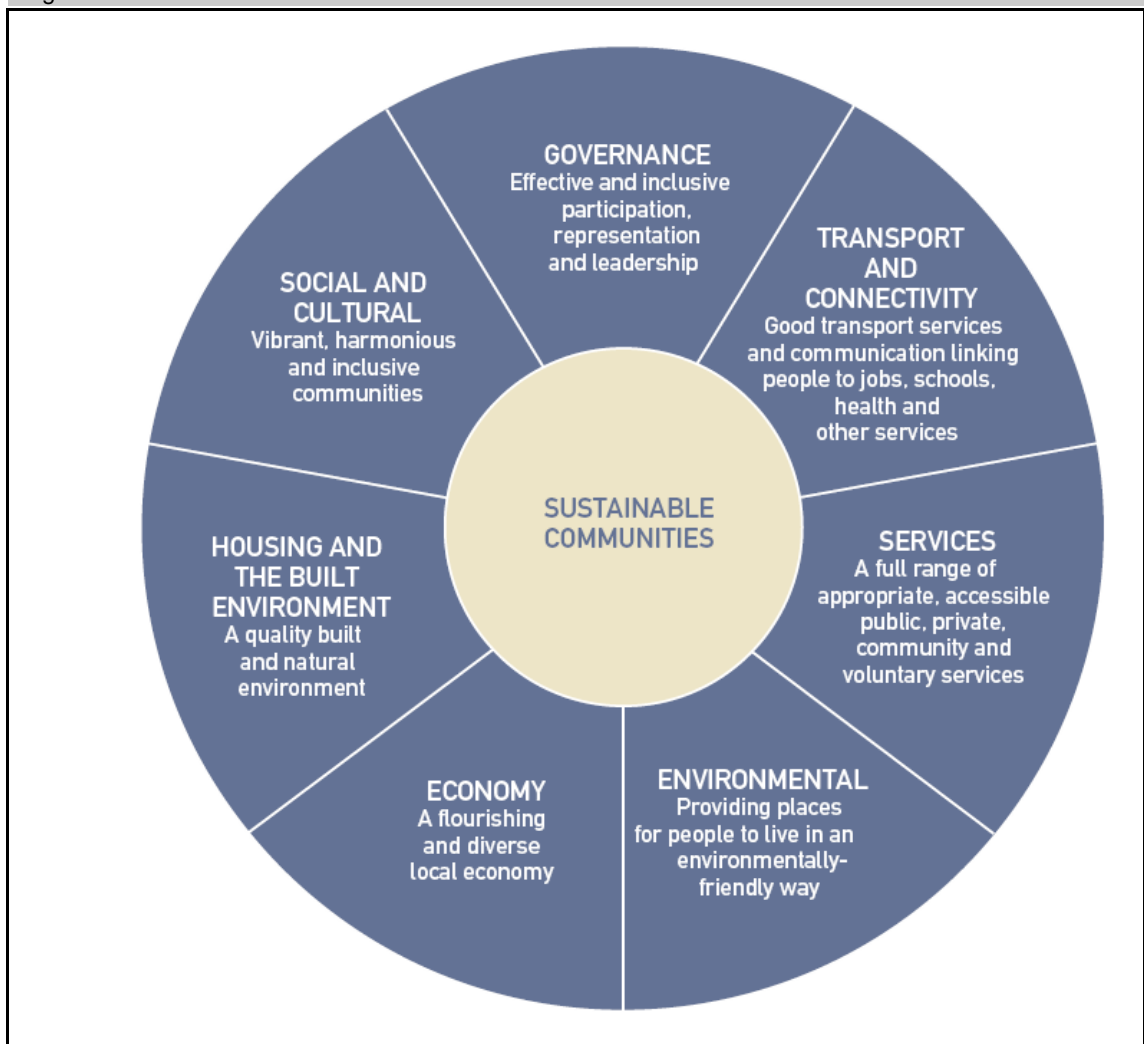 GOVERNANCE
Effective and inclusive
participation,
representation
and leadership
TRANSPORT
AND
CONNECTIVITY
Good transport services
and communication linking
people to jobs, schools,
health and
other services
SERVICES
A full range of
appropriate, accessible
public, private,
community and
voluntary services
ENVIRONMENTAL
Providing places
for people to live in an
environmentally-
friendly way
ECONOMY
A flourishing
and diverse
local economy
HOUSING AND
THE BUILT
ENVIRONMENT
A quality built
and natural
environment
SOCIAL AND
CULTURAL
Vibrant, harmonious
and inclusive
communities
SUSTAINABLE
COMMUNITIES